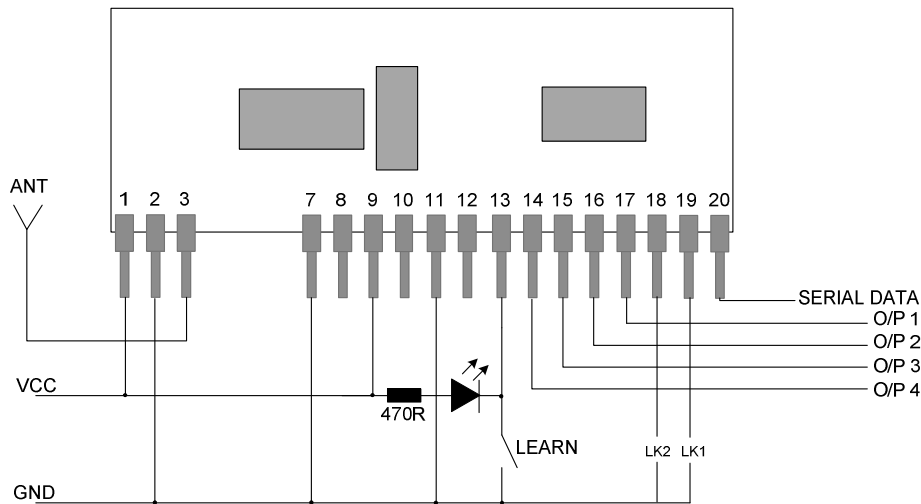 ANT
1 2 3 7 8 9 10 11 12 13 14 15 16 17 18 19 20
SERIAL DATA
O/P 1
O/P 2
O/P 3
O/P 4
VCC
470R
LEARN
LK2 LK1
GND